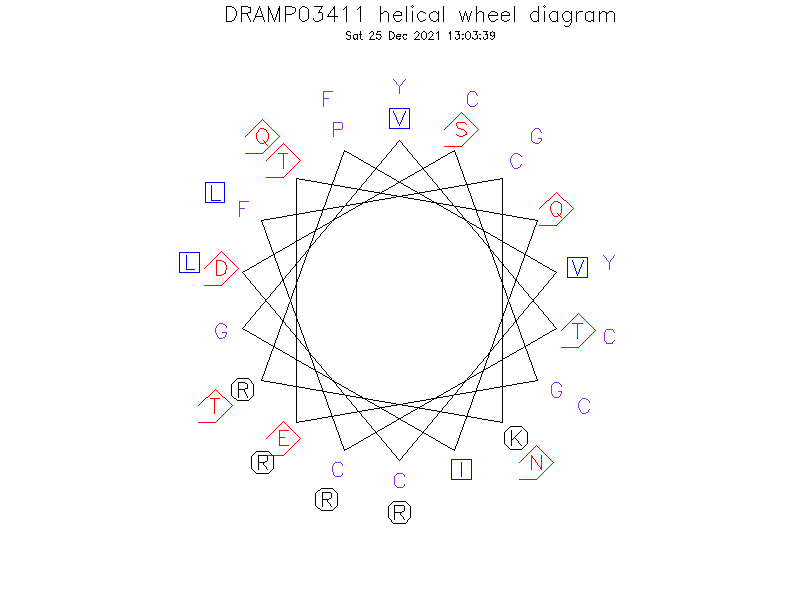 DRAMP03411 helical wheel diagram
Sat 25 Dec 2021 13:03:39
Y
F C
V
P S
Q G
T C
L
F Q
L D V Y
G T C
R G C
T
E K
R N
C I
C
R
R